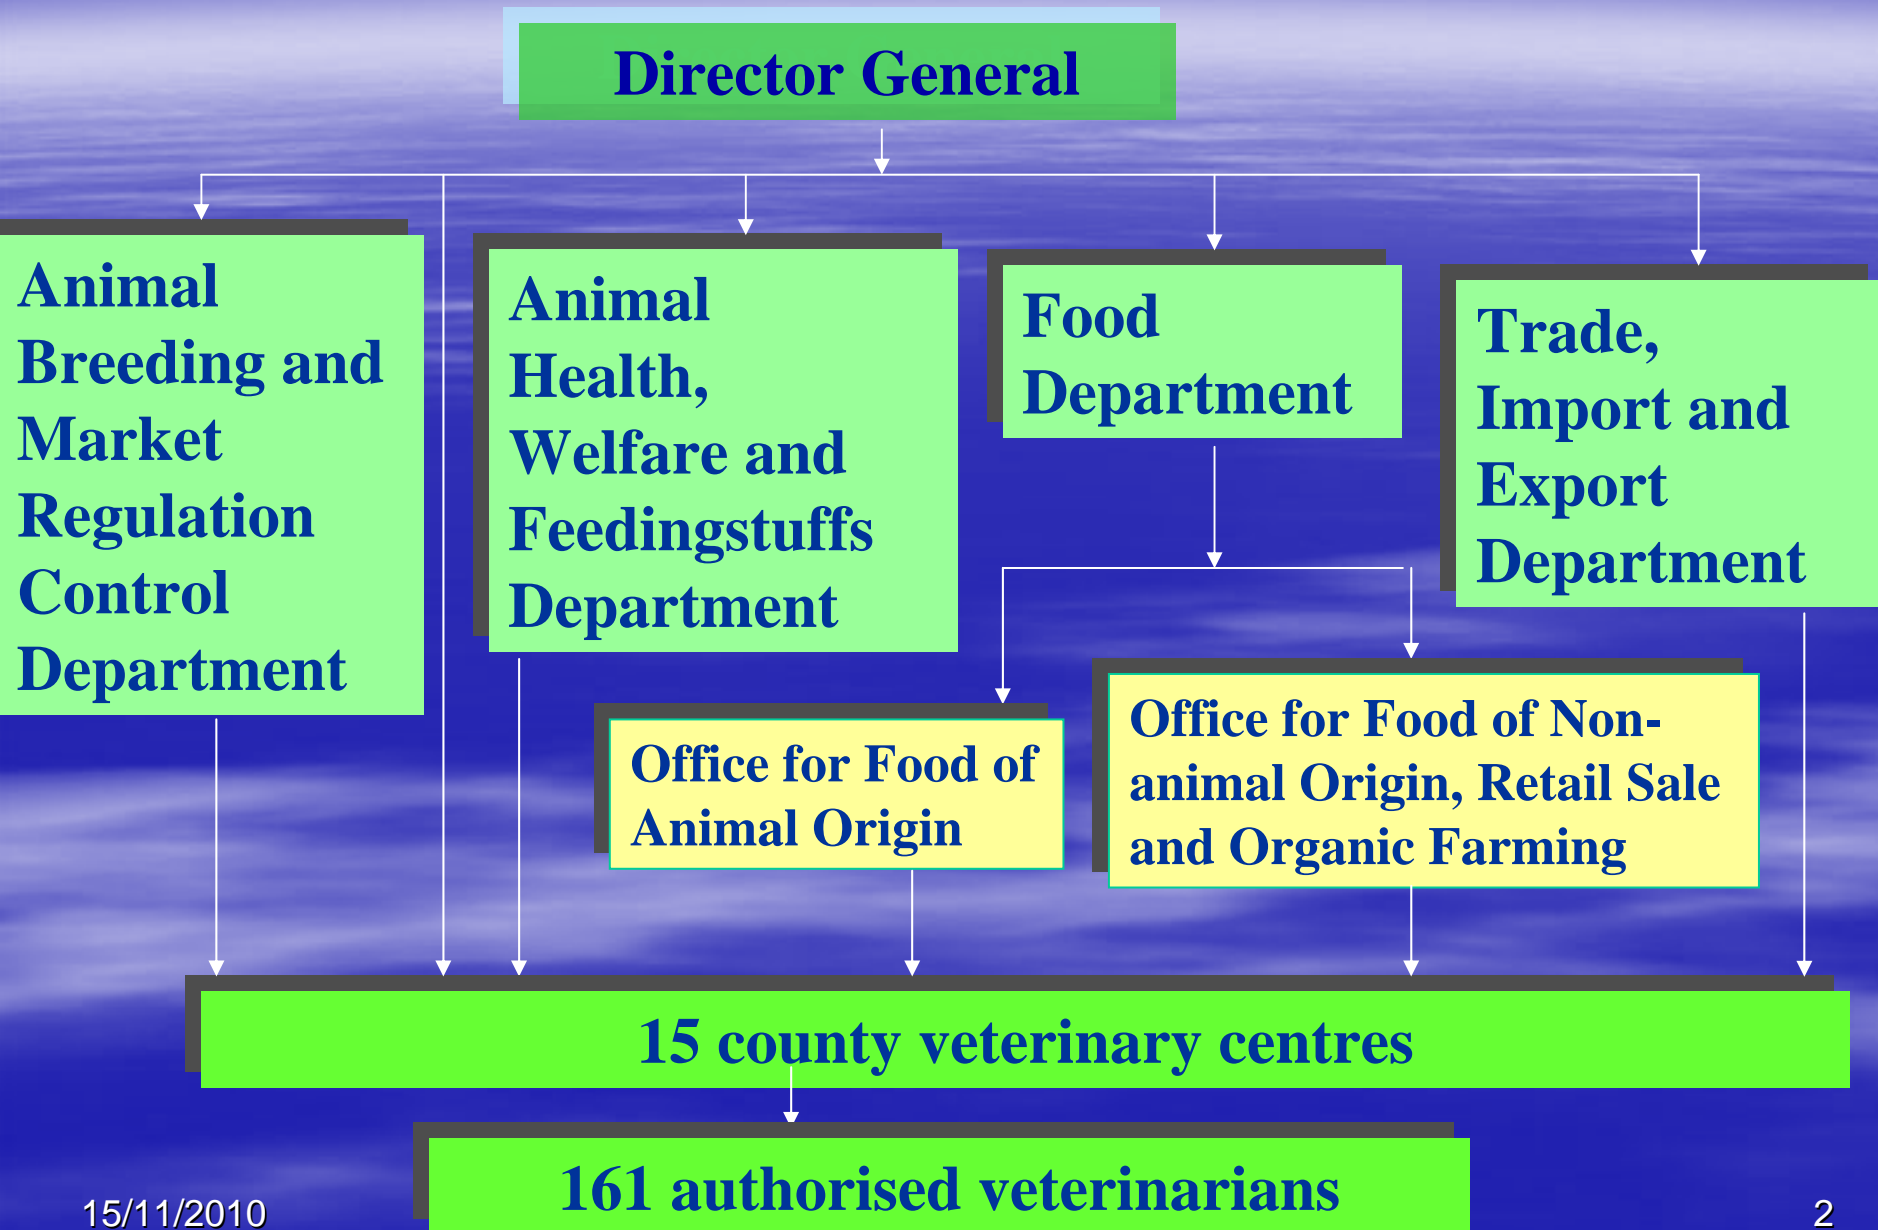 Director General
Animal
Breeding and
Market
Regulation
Control
Department
Animal
Health,
Welfare and
Feedingstuffs
Department
Food
Department
Trade,
Import and
Export
Department
Office for Food of
Animal Origin
Office for Food of Non-
animal Origin, Retail Sale
and Organic Farming
15 county veterinary centres
161 authorised veterinarians
15/11/2010
2